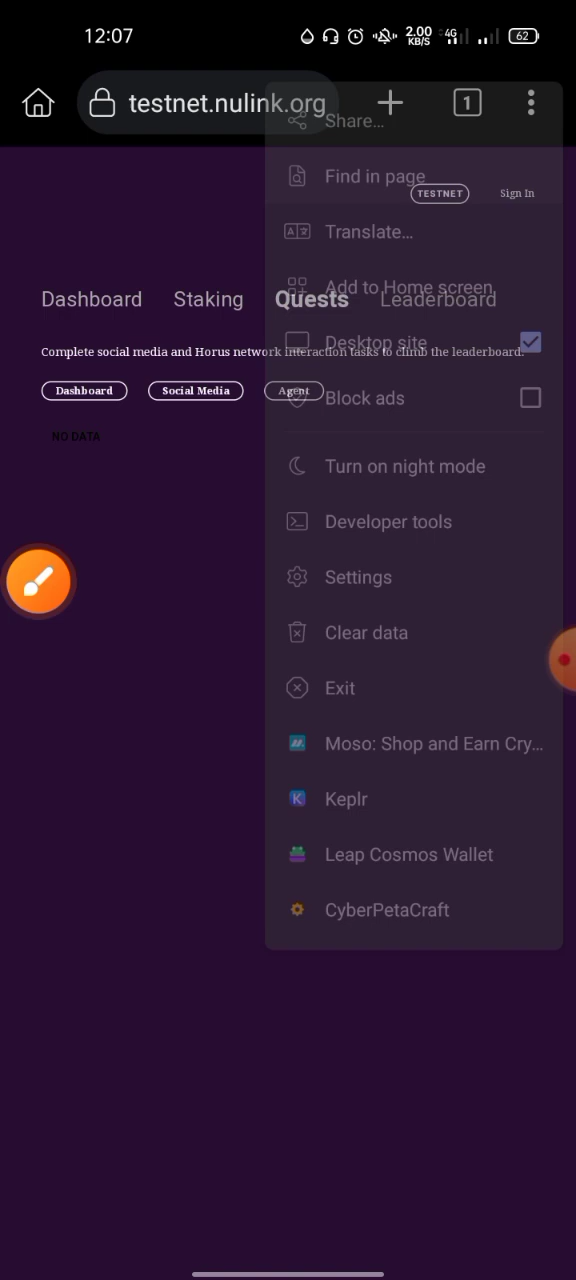 12:07
2.00
KB/S
4G
62
testnet.nulink.org
1
Share…
Find in page
TESTNET
Sign In
Translate…
Add to Home screen
Dashboard Staking Quests Leaderboard
Desktop site
Complete social media and Horus network interaction tasks to climb the leaderboard.
Dashboard Social Media Agent
Block ads
NO DATA
Turn on night mode
Developer tools
Settings
Clear data
Exit
Moso: Shop and Earn Cry…
Keplr
Leap Cosmos Wallet
CyberPetaCraft